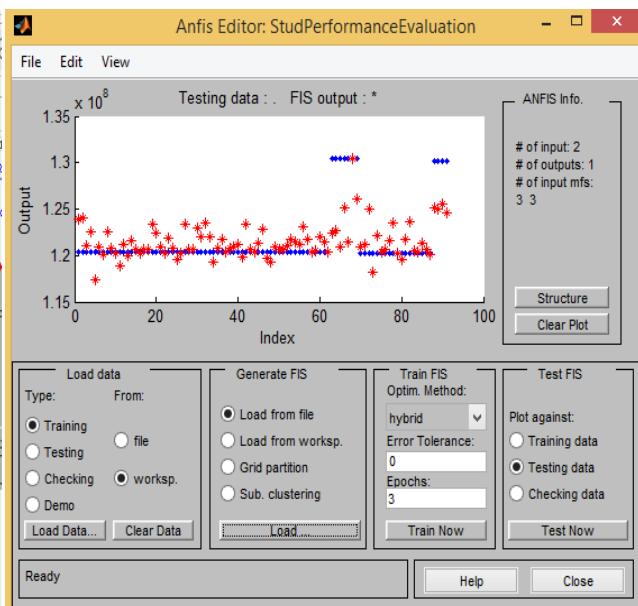 Anfis Editor: StudPerformanceEvaluation
File Edit View
x 10^8
Testing data : . FIS output : *
1.35
1.3
1.25
1.2
1.15
Output
0 20 40 60 80 100
Index
ANFIS Info.
# of input: 2
# of outputs: 1
# of input mfs:
3 3
Structure
Clear Plot
Load data
Type: From:
Training
Testing
Checking
Demo
file
worksp.
Load Data... Clear Data
Generate FIS
Load from file
Load from worksp.
Grid partition
Sub. clustering
Load ...
Train FIS
Optim. Method:
hybrid
Error Tolerance:
0
Epochs:
3
Train Now
Test FIS
Plot against:
Training data
Testing data
Checking data
Test Now
Ready
Help
Close